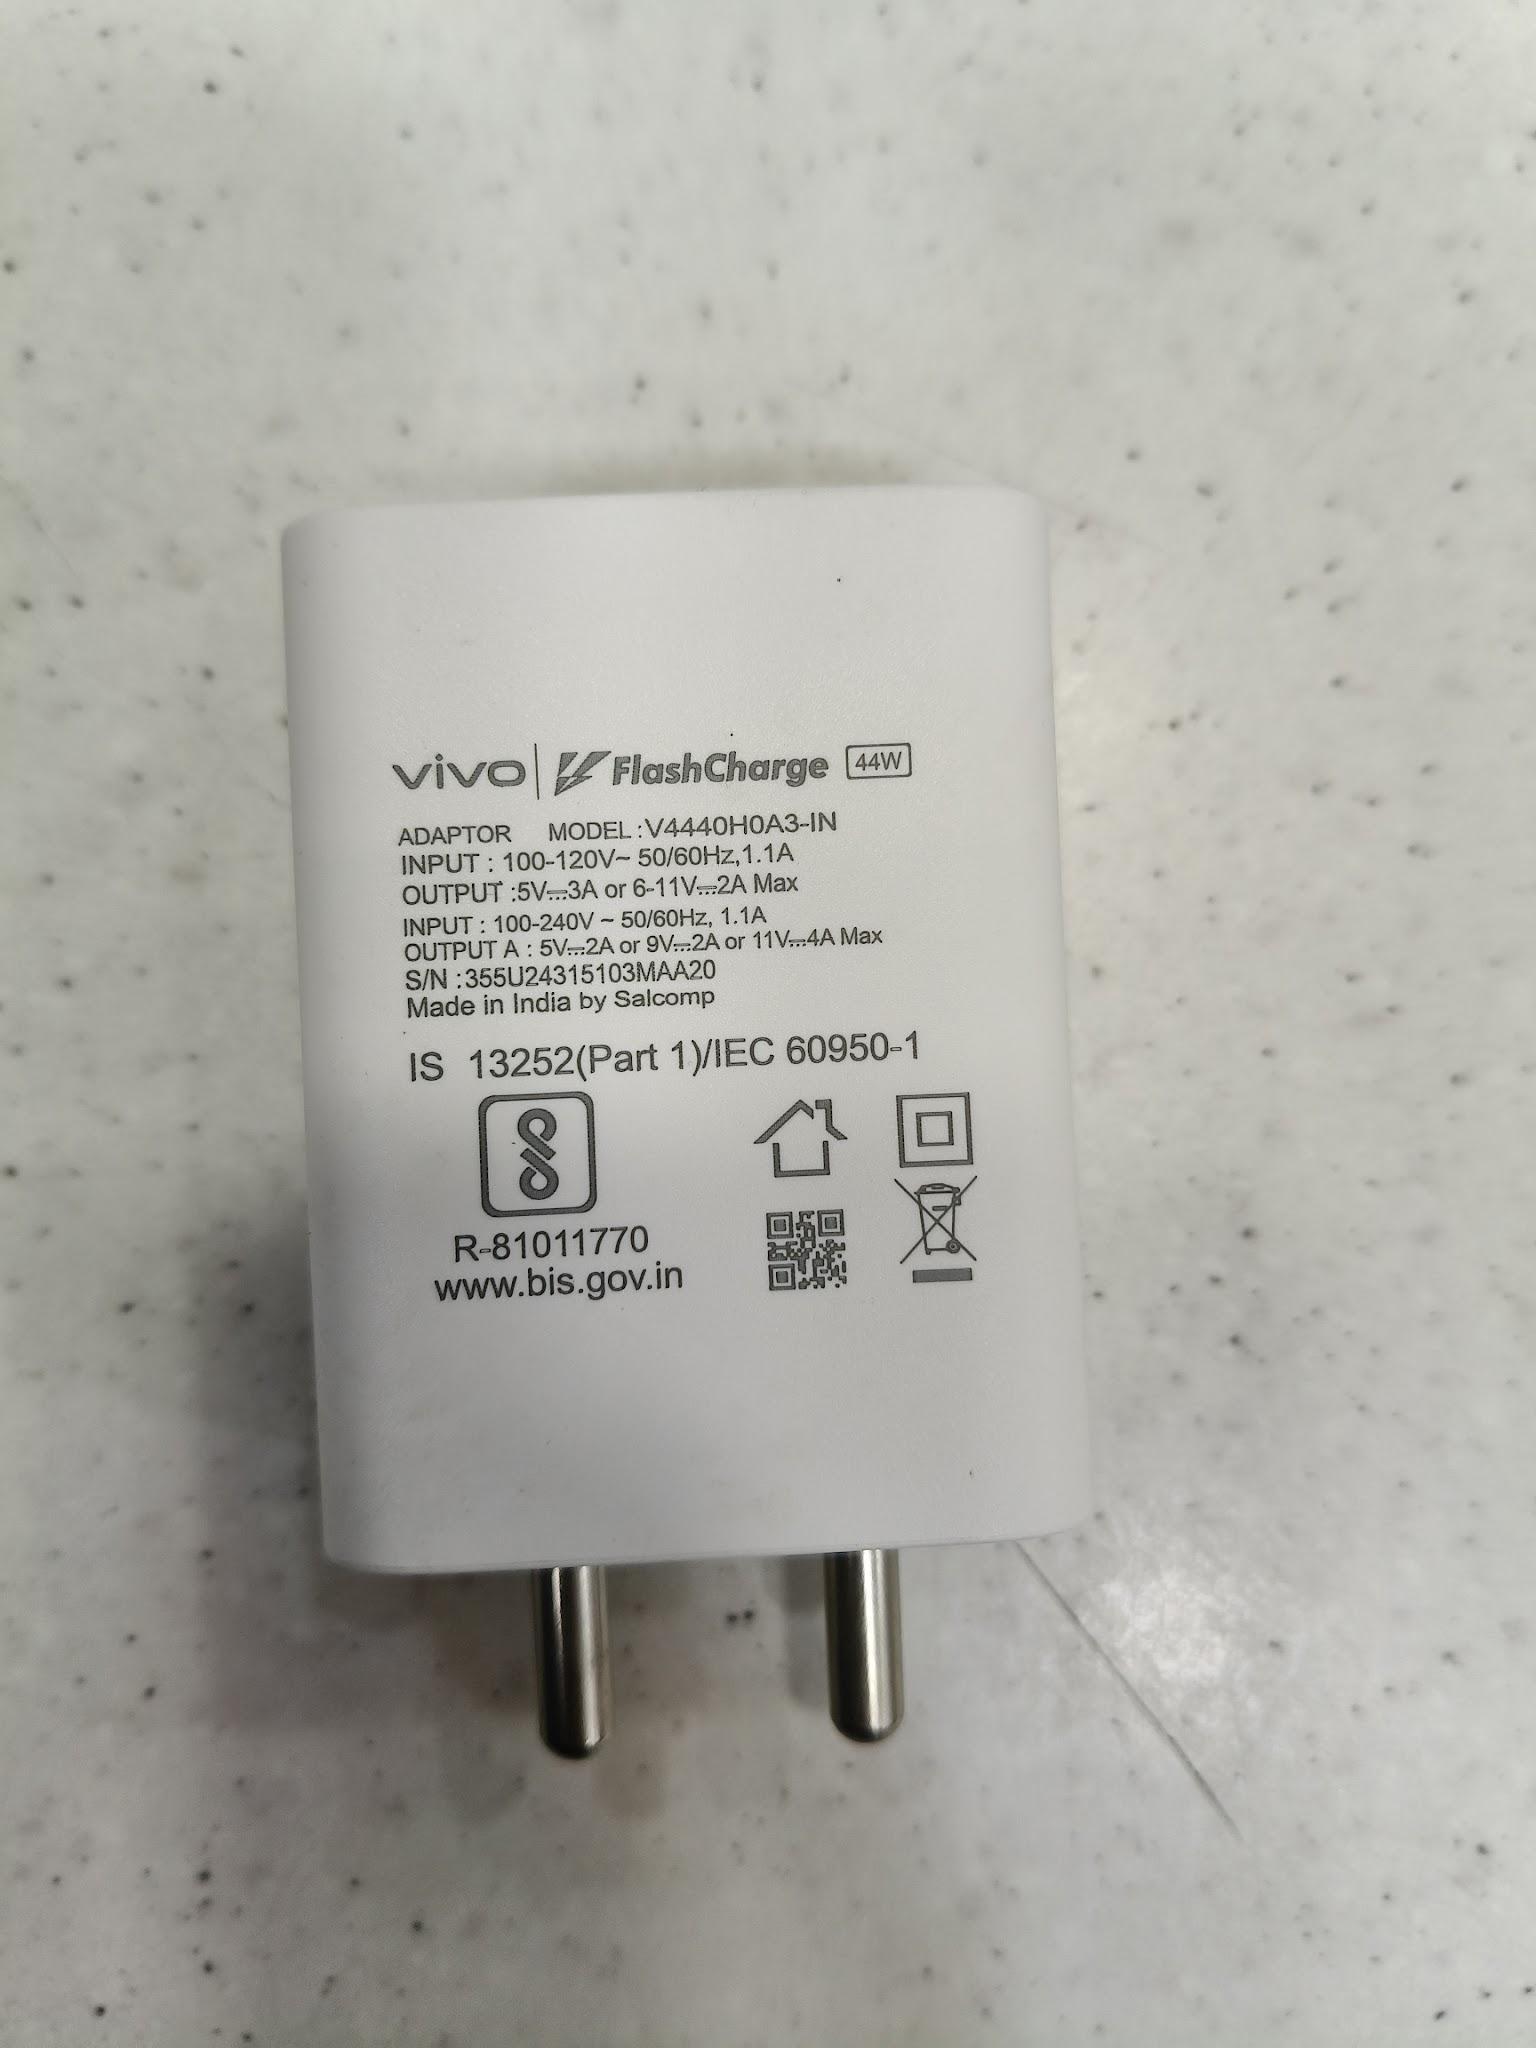 vivo FlashCharge 44W
ADAPTOR MODEL :V4440H0A3-IN
INPUT : 100-120V~ 50/60Hz,1.1A
OUTPUT :5V⎓3A or 6-11V⎓2A Max
INPUT : 100-240V ~ 50/60Hz, 1.1A
OUTPUT A : 5V⎓2A or 9V⎓2A or 11V⎓4A Max
S/N :355U24315103MAA20
Made in India by Salcomp
IS 13252(Part 1)/IEC 60950-1
R-81011770
www.bis.gov.in